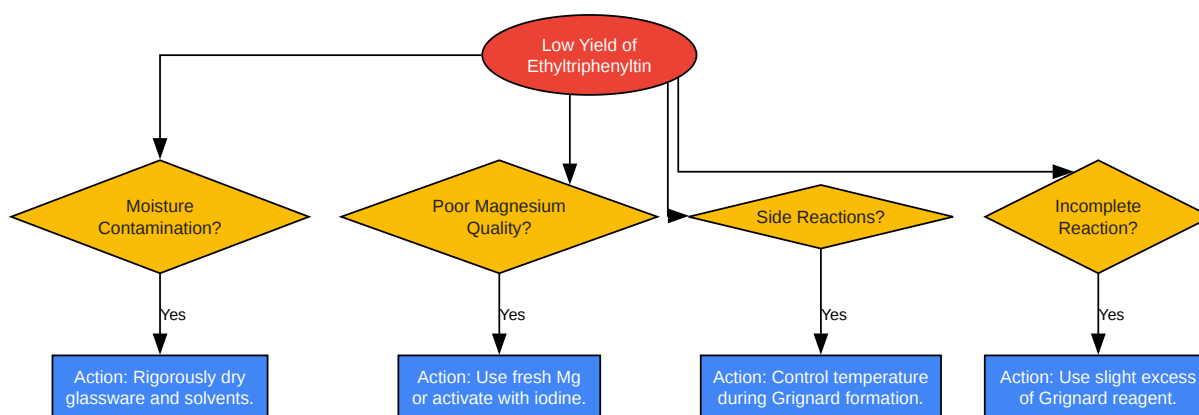 Low Yield of
Ethyltriphenyltin
Moisture
Contamination?
Poor Magnesium
Quality?
Side Reactions?
Incomplete
Reaction?
Yes
Yes
Yes
Yes
Action: Rigorously dry
glassware and solvents.
Action: Use fresh Mg
or activate with iodine.
Action: Control temperature
during Grignard formation.
Action: Use slight excess
of Grignard reagent.